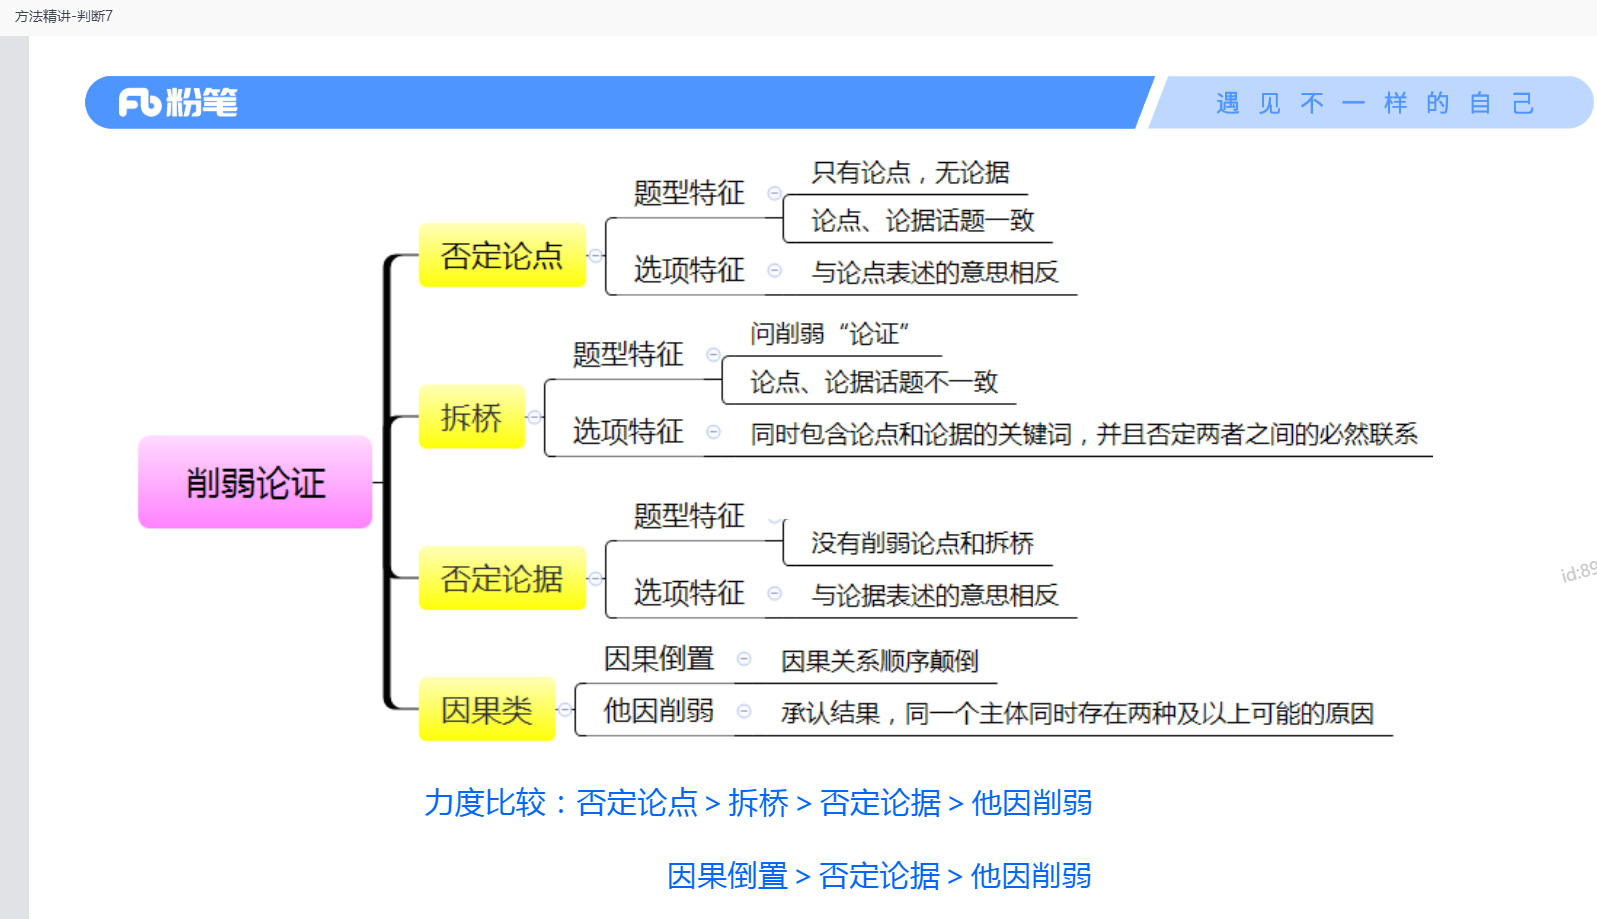 方法精讲-判断7
粉笔
遇见不一样的自己
削弱论证
否定论点
题型特征
只有论点，无论据
论点、论据话题一致
选项特征
与论点表述的意思相反
拆桥
题型特征
问削弱“论证”
论点、论据话题不一致
选项特征
同时包含论点和论据的关键词，并且否定两者之间的必然联系
否定论据
题型特征
没有削弱论点和拆桥
选项特征
与论据表述的意思相反
因果类
因果倒置
因果关系顺序颠倒
他因削弱
承认结果，同一个主体同时存在两种及以上可能的原因
力度比较：否定论点>拆桥>否定论据>他因削弱
因果倒置>否定论据>他因削弱
id:89